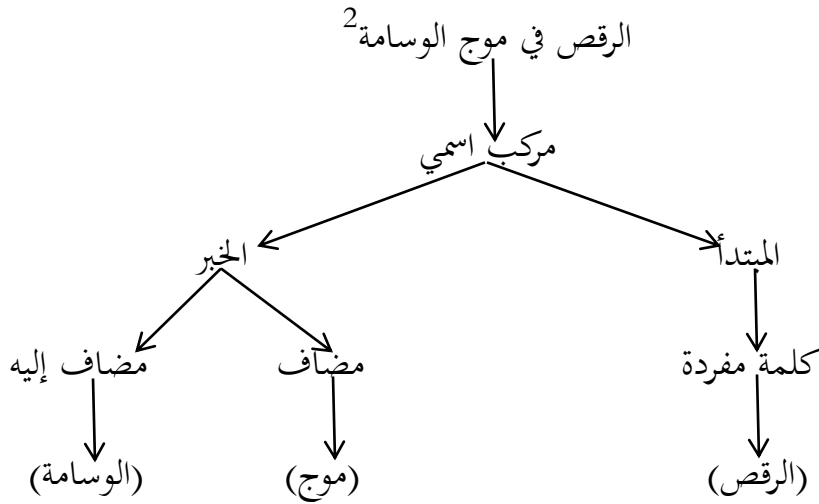 الرقص في موج الوسامة2
مركب اسمي
المبتدأ الخبر
كلمة مفردة مضاف مضاف إليه
(الرقص) (موج) (الوسامة)